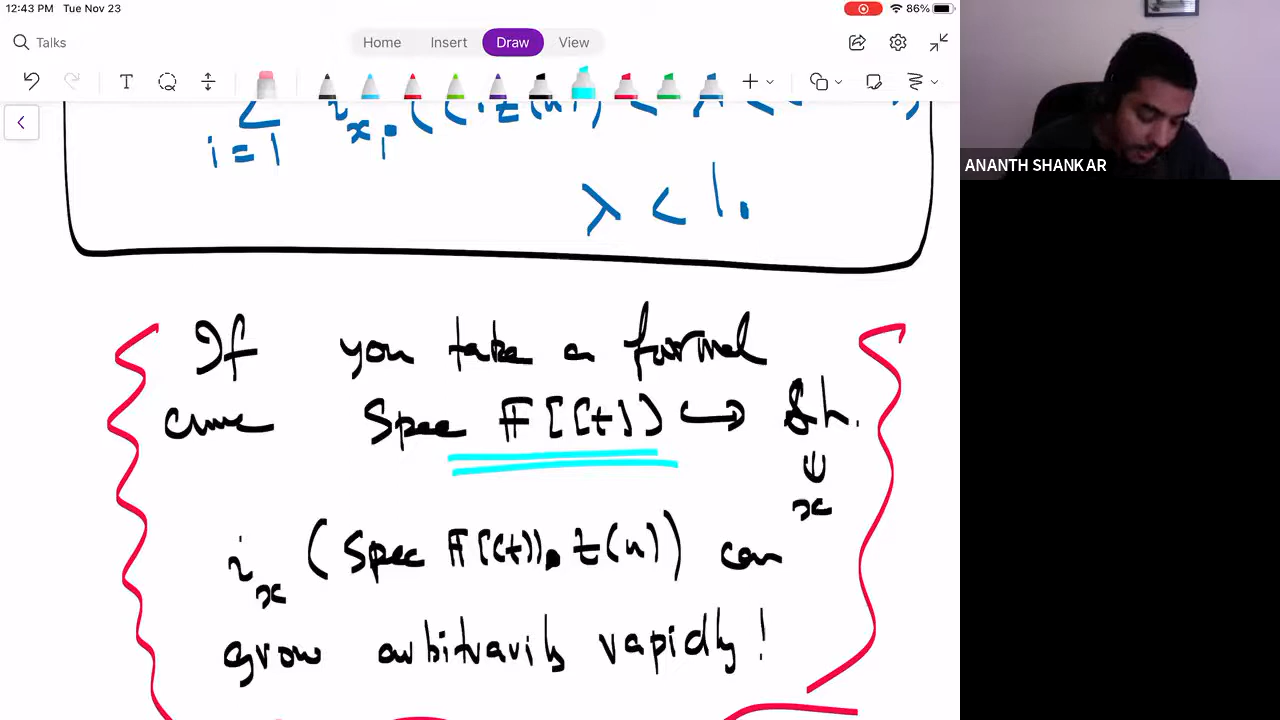 12:43 PM Tue Nov 23
86%
Talks
Home Insert Draw View
i = 1
λ < 1.
ANANTH SHANKAR
If you take a formal
curve Spec F[[t]] ↪ Sh.
x
i_x (Spec F[[t]] . Z(n)) can
grow arbitrarily rapidly!